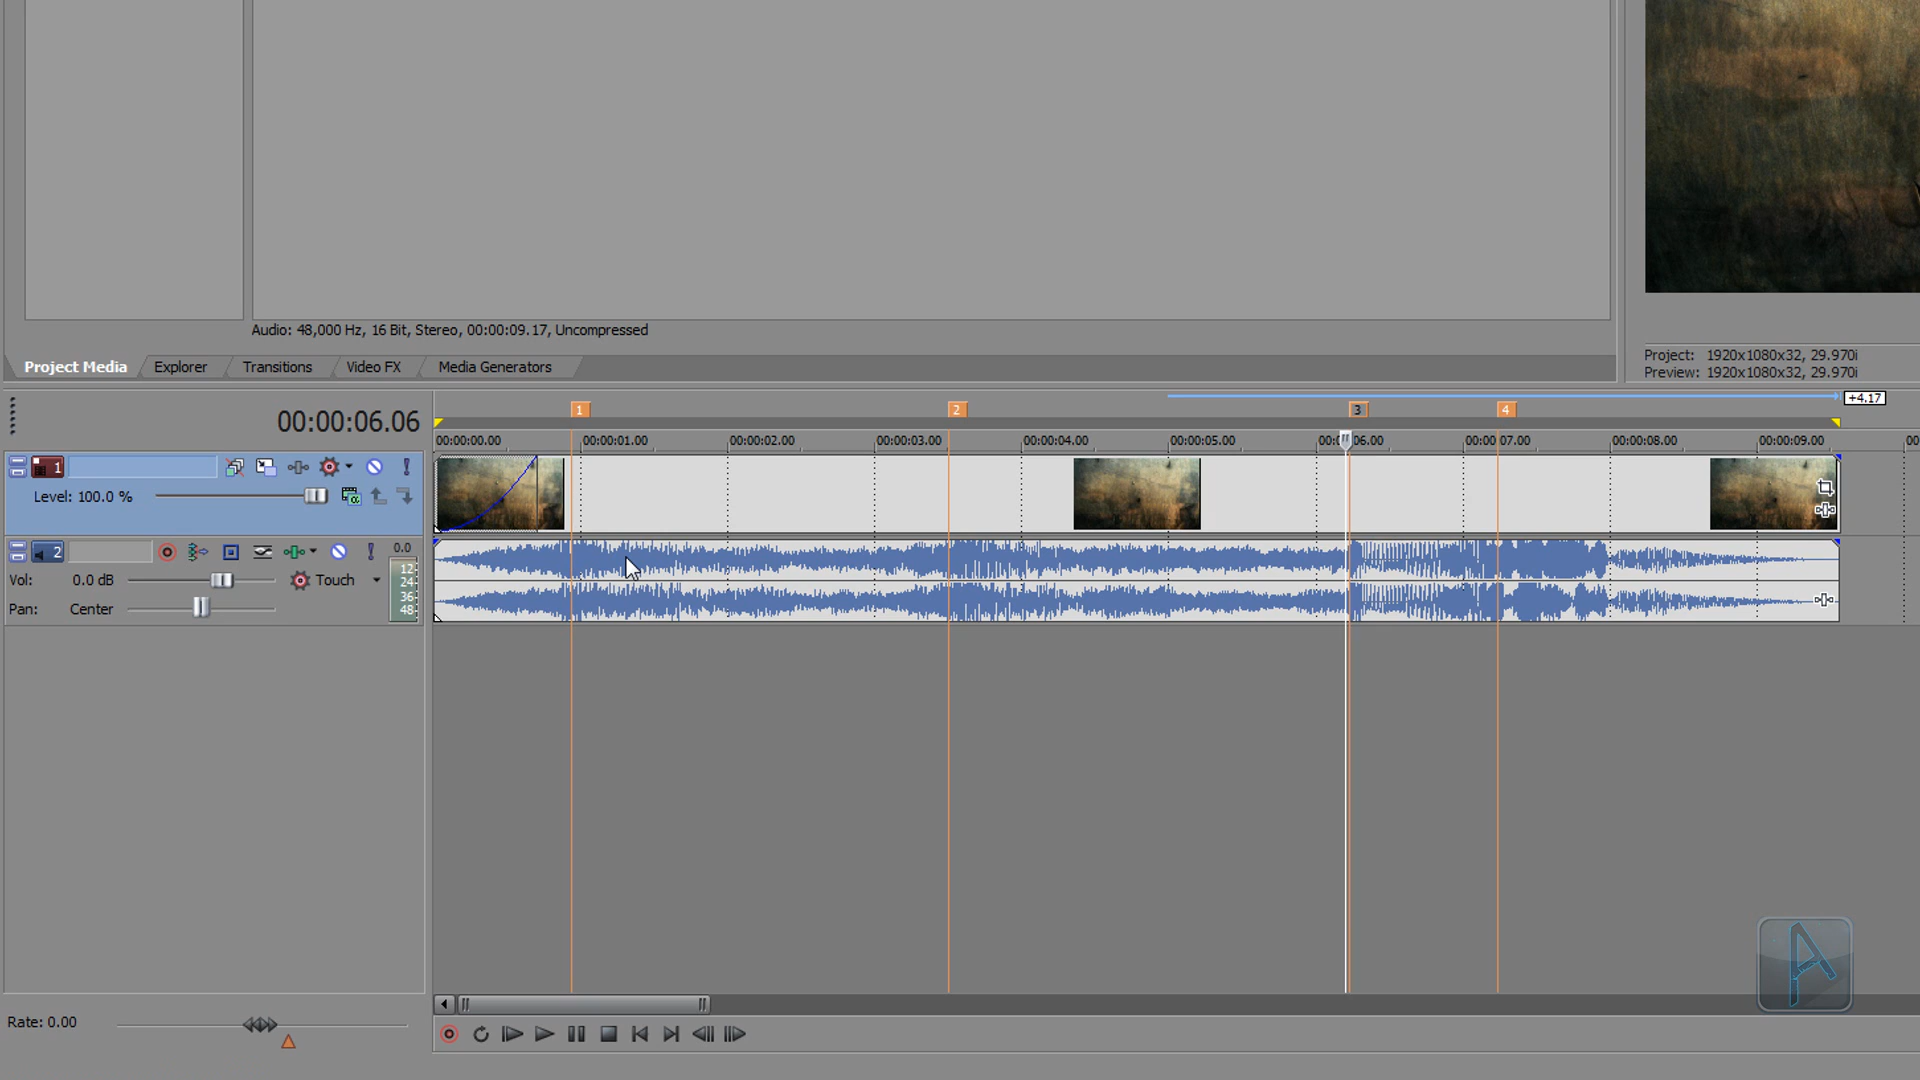 Audio: 48,000 Hz, 16 Bit, Stereo, 00:00:09.17, Uncompressed
Project Media Explorer Transitions Video FX Media Generators
Project: 1920x1080x32, 29.970i
Preview: 1920x1080x32, 29.970i
+4.17
00:00:06.06
1 2 3 4
00:00:00.00 00:00:01.00 00:00:02.00 00:00:03.00 00:00:04.00 00:00:05.00 00:00:06.00 00:00:07.00 00:00:08.00 00:00:09.00 00
1
Level: 100.0 %
2
0.0
12
24
36
48
Vol: 0.0 dB Touch
Pan: Center
Rate: 0.00
A